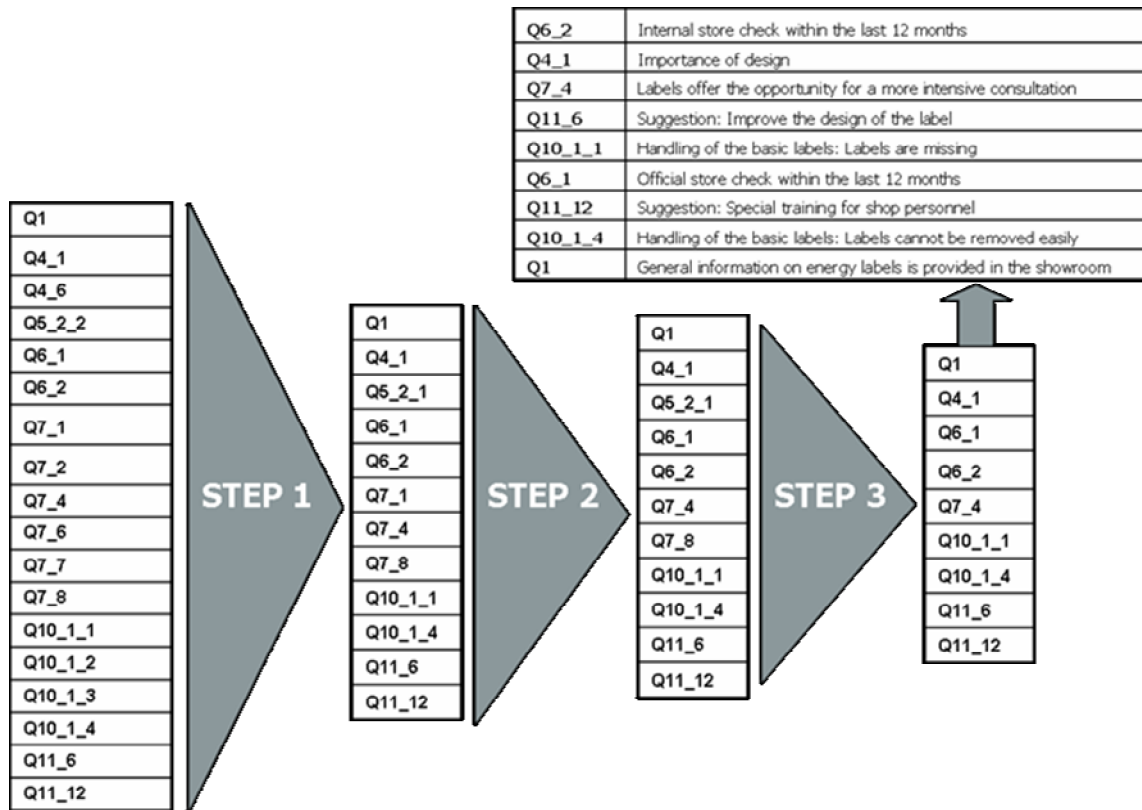 Q6_2 Internal store check within the last 12 months
Q4_1 Importance of design
Q7_4 Labels offer the opportunity for a more intensive consultation
Q11_6 Suggestion: Improve the design of the label
Q10_1_1 Handling of the basic labels: Labels are missing
Q6_1 Official store check within the last 12 months
Q11_12 Suggestion: Special training for shop personnel
Q10_1_4 Handling of the basic labels: Labels cannot be removed easily
Q1 General information on energy labels is provided in the showroom
Q1
Q4_1
Q4_6
Q5_2_2
Q6_1
Q6_2
Q7_1
Q7_2
Q7_4
Q7_6
Q7_7
Q7_8
Q10_1_1
Q10_1_2
Q10_1_3
Q10_1_4
Q11_6
Q11_12
STEP 1
Q1
Q4_1
Q5_2_1
Q6_1
Q6_2
Q7_1
Q7_4
Q7_8
Q10_1_1
Q10_1_4
Q11_6
Q11_12
STEP 2
Q1
Q4_1
Q5_2_1
Q6_1
Q6_2
Q7_4
Q7_8
Q10_1_1
Q10_1_4
Q11_6
Q11_12
STEP 3
Q1
Q4_1
Q6_1
Q6_2
Q7_4
Q10_1_1
Q10_1_4
Q11_6
Q11_12